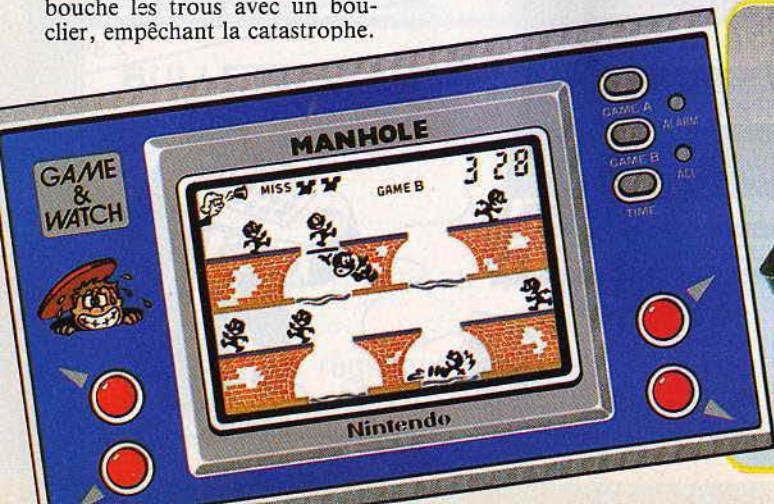 bouche les trous avec un bou-
clier, empêchant la catastrophe.
MANHOLE
GAME
&
WATCH
MISS
GAME B
3 28
GAME A
ALARM
GAME B
ACL
TIME
Nintendo